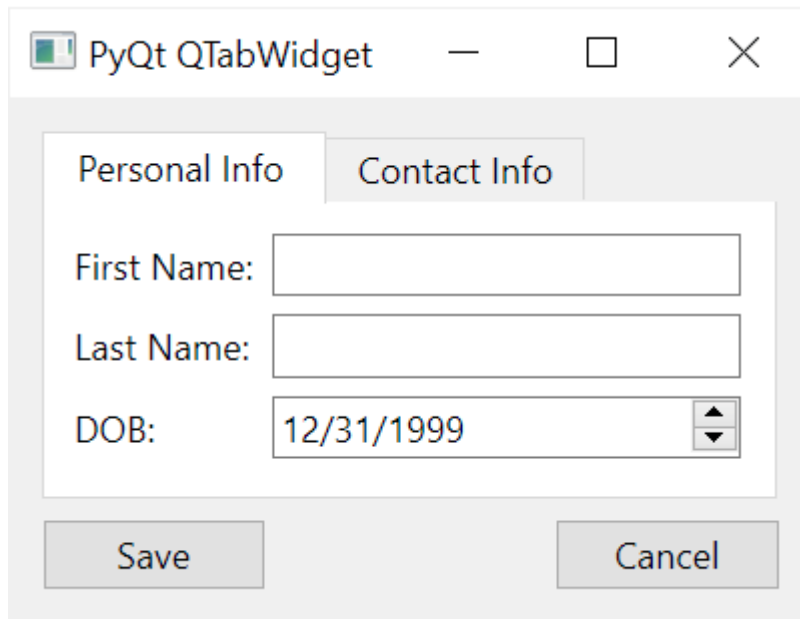 PyQt QTabWidget
Personal Info Contact Info
First Name:
Last Name:
DOB: 12/31/1999
Save Cancel